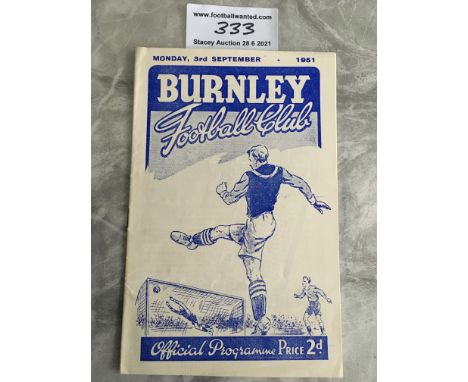 www.footballwanted.com
333
Stacey Auction 28 6 2021
MONDAY, 3rd SEPTEMBER - 1951
BURNLEY
Football Club
Official Programme PRICE 2d